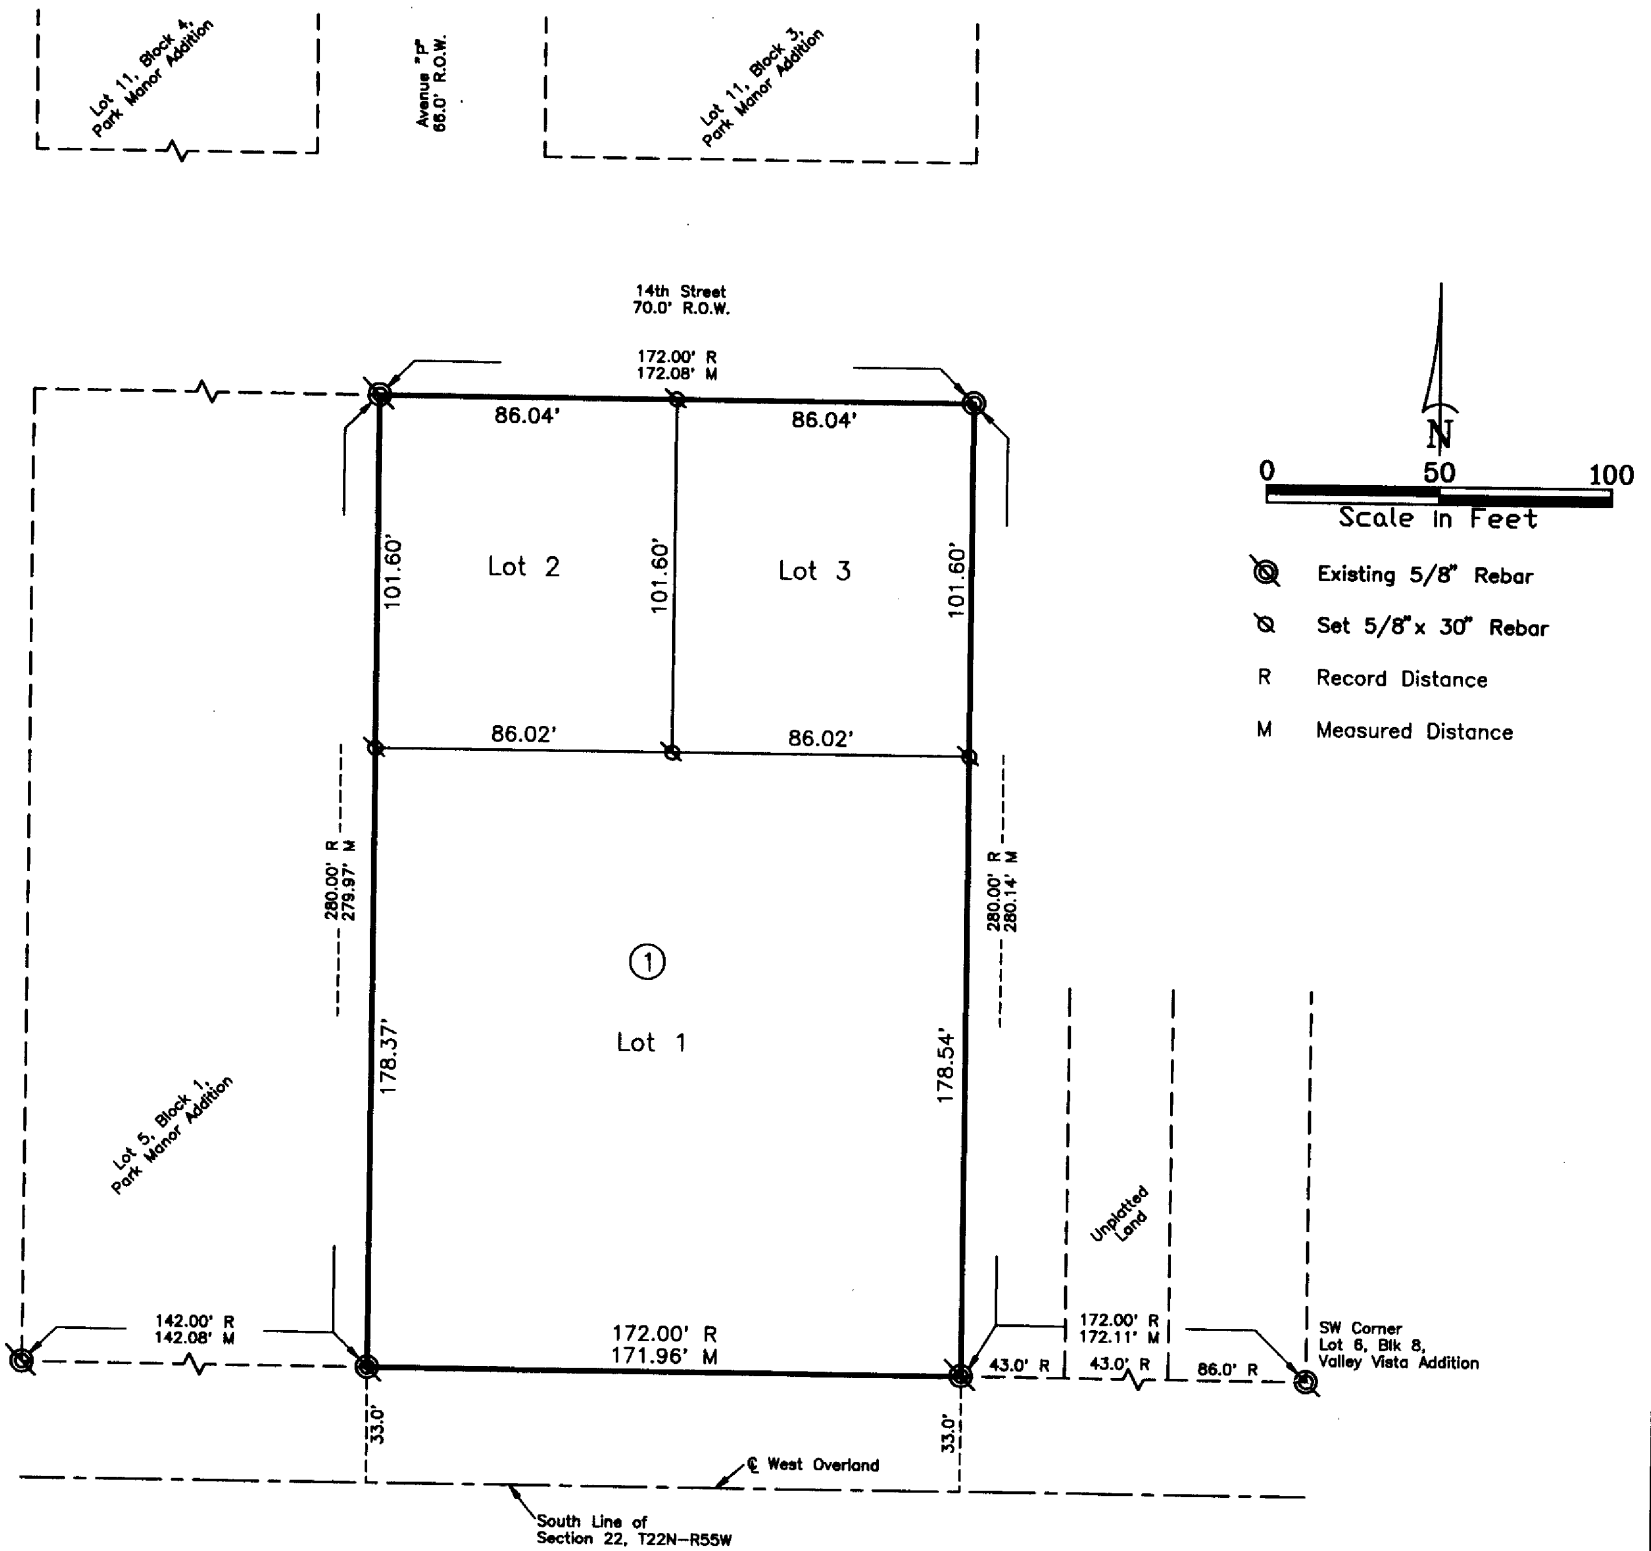 Lot 11, Block 4,
Park Manor Addition
Avenue "P"
66.0' R.O.W.
Lot 11, Block 3,
Park Manor Addition
14th Street
70.0' R.O.W.
172.00' R
172.08' M
86.04'
86.04'
N
0 50 100
Scale in Feet
Existing 5/8" Rebar
Set 5/8"x 30" Rebar
R Record Distance
M Measured Distance
101.60'
Lot 2
101.60'
Lot 3
101.60'
86.02'
86.02'
280.00' R
279.97' M
280.00' R
280.14' M
1
Lot 1
178.37'
178.54'
Lot 5, Block 1,
Park Manor Addition
Unplatted
Land
142.00' R
142.08' M
172.00' R
171.96' M
172.00' R
172.11' M
43.0' R
43.0' R
86.0' R
SW Corner
Lot 6, Blk 8,
Valley Vista Addition
33.0'
33.0'
℄ West Overland
South Line of
Section 22, T22N-R55W